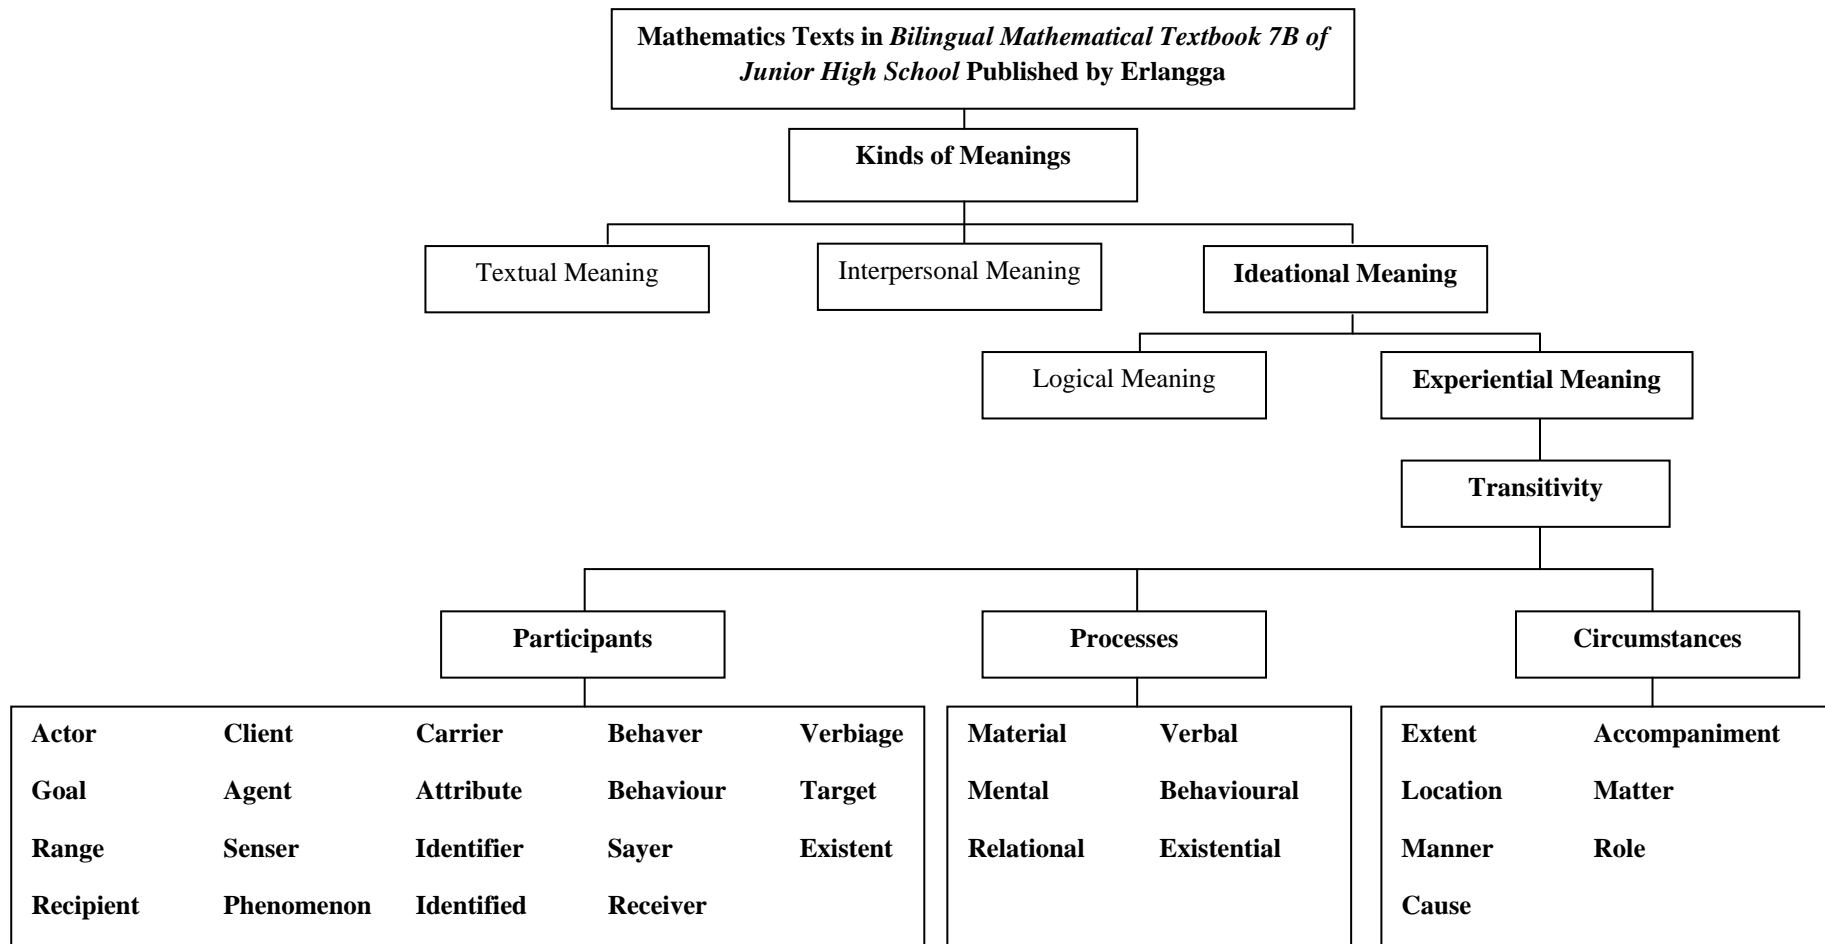 Mathematics Texts in Bilingual Mathematical Textbook 7B of
Junior High School Published by Erlangga
Kinds of Meanings
Textual Meaning
Interpersonal Meaning
Ideational Meaning
Logical Meaning
Experiential Meaning
Transitivity
Participants
Processes
Circumstances
Actor Client Carrier Behaver Verbiage
Goal Agent Attribute Behaviour Target
Range Senser Identifier Sayer Existent
Recipient Phenomenon Identified Receiver
Material Verbal
Mental Behavioural
Relational Existential
Extent Accompaniment
Location Matter
Manner Role
Cause